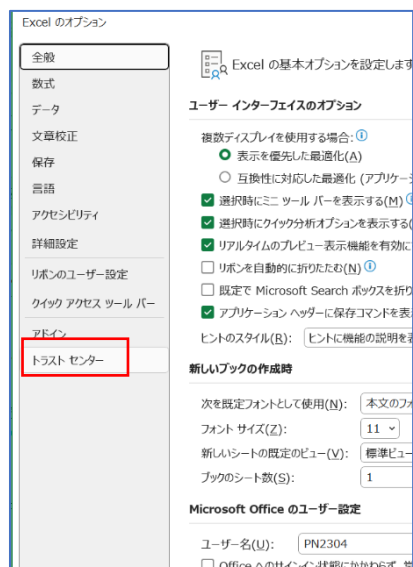 Excel のオプション
全般
数式
データ
文章校正
保存
言語
アクセシビリティ
詳細設定
リボンのユーザー設定
クイック アクセス ツール バー
アドイン
トラスト センター
Excel の基本オプションを設定します
ユーザー インターフェイスのオプション
複数ディスプレイを使用する場合:
表示を優先した最適化(A)
互換性に対応した最適化 (アプリケーシ
選択時にミニ ツール バーを表示する(M)
選択時にクイック分析オプションを表示する(
リアルタイムのプレビュー表示機能を有効に
リボンを自動的に折りたたむ(N)
既定で Microsoft Search ボックスを折り
アプリケーション ヘッダーに保存コマンドを表
ヒントのスタイル(R): ヒントに機能の説明を
新しいブックの作成時
次を既定フォントとして使用(N): 本文のフォ
フォント サイズ(Z): 11
新しいシートの既定のビュー(V): 標準ビュー
ブックのシート数(S): 1
Microsoft Office のユーザー設定
ユーザー名(U): PN2304
Office へのサインイン状態にかかわらず、